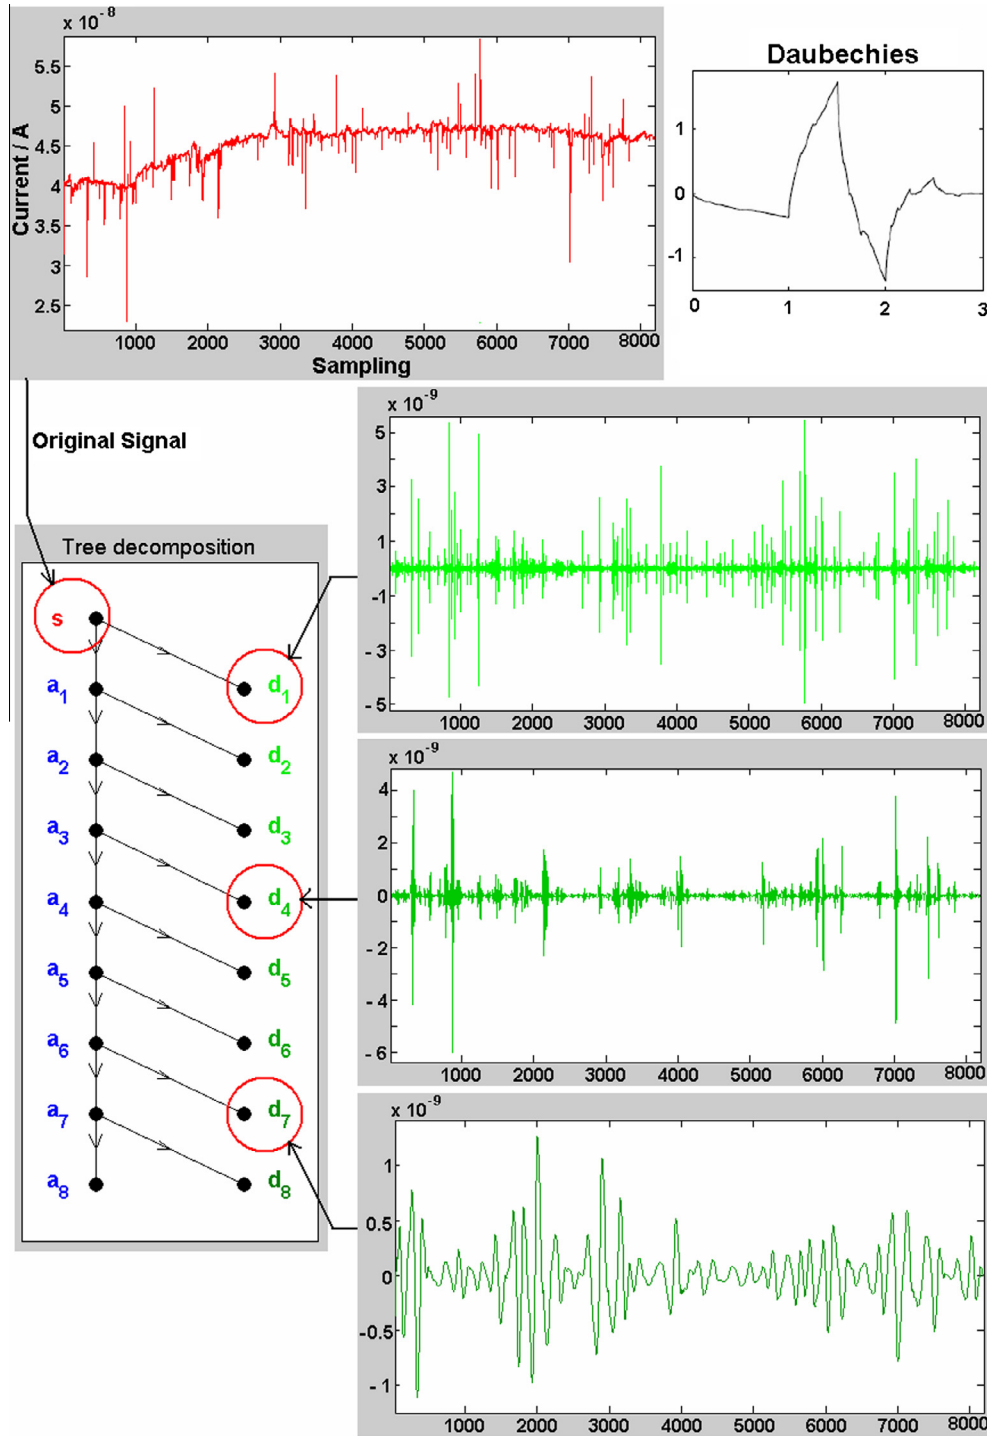 x 10-8
5.5
5
4.5
4
3.5
3
2.5
Current / A
1000 2000 3000 4000 5000 6000 7000 8000
Sampling
Daubechies
1
0
-1
0 1 2 3
Original Signal
Tree decomposition
s
a1 d1
a2 d2
a3 d3
a4 d4
a5 d5
a6 d6
a7 d7
a8 d8
x 10-9
5
3
1
-1
-3
-5
1000 2000 3000 4000 5000 6000 7000 8000
x 10-9
4
2
0
-2
-4
-6
1000 2000 3000 4000 5000 6000 7000 8000
x 10-9
1
0.5
0
-0.5
-1
1000 2000 3000 4000 5000 6000 7000 8000